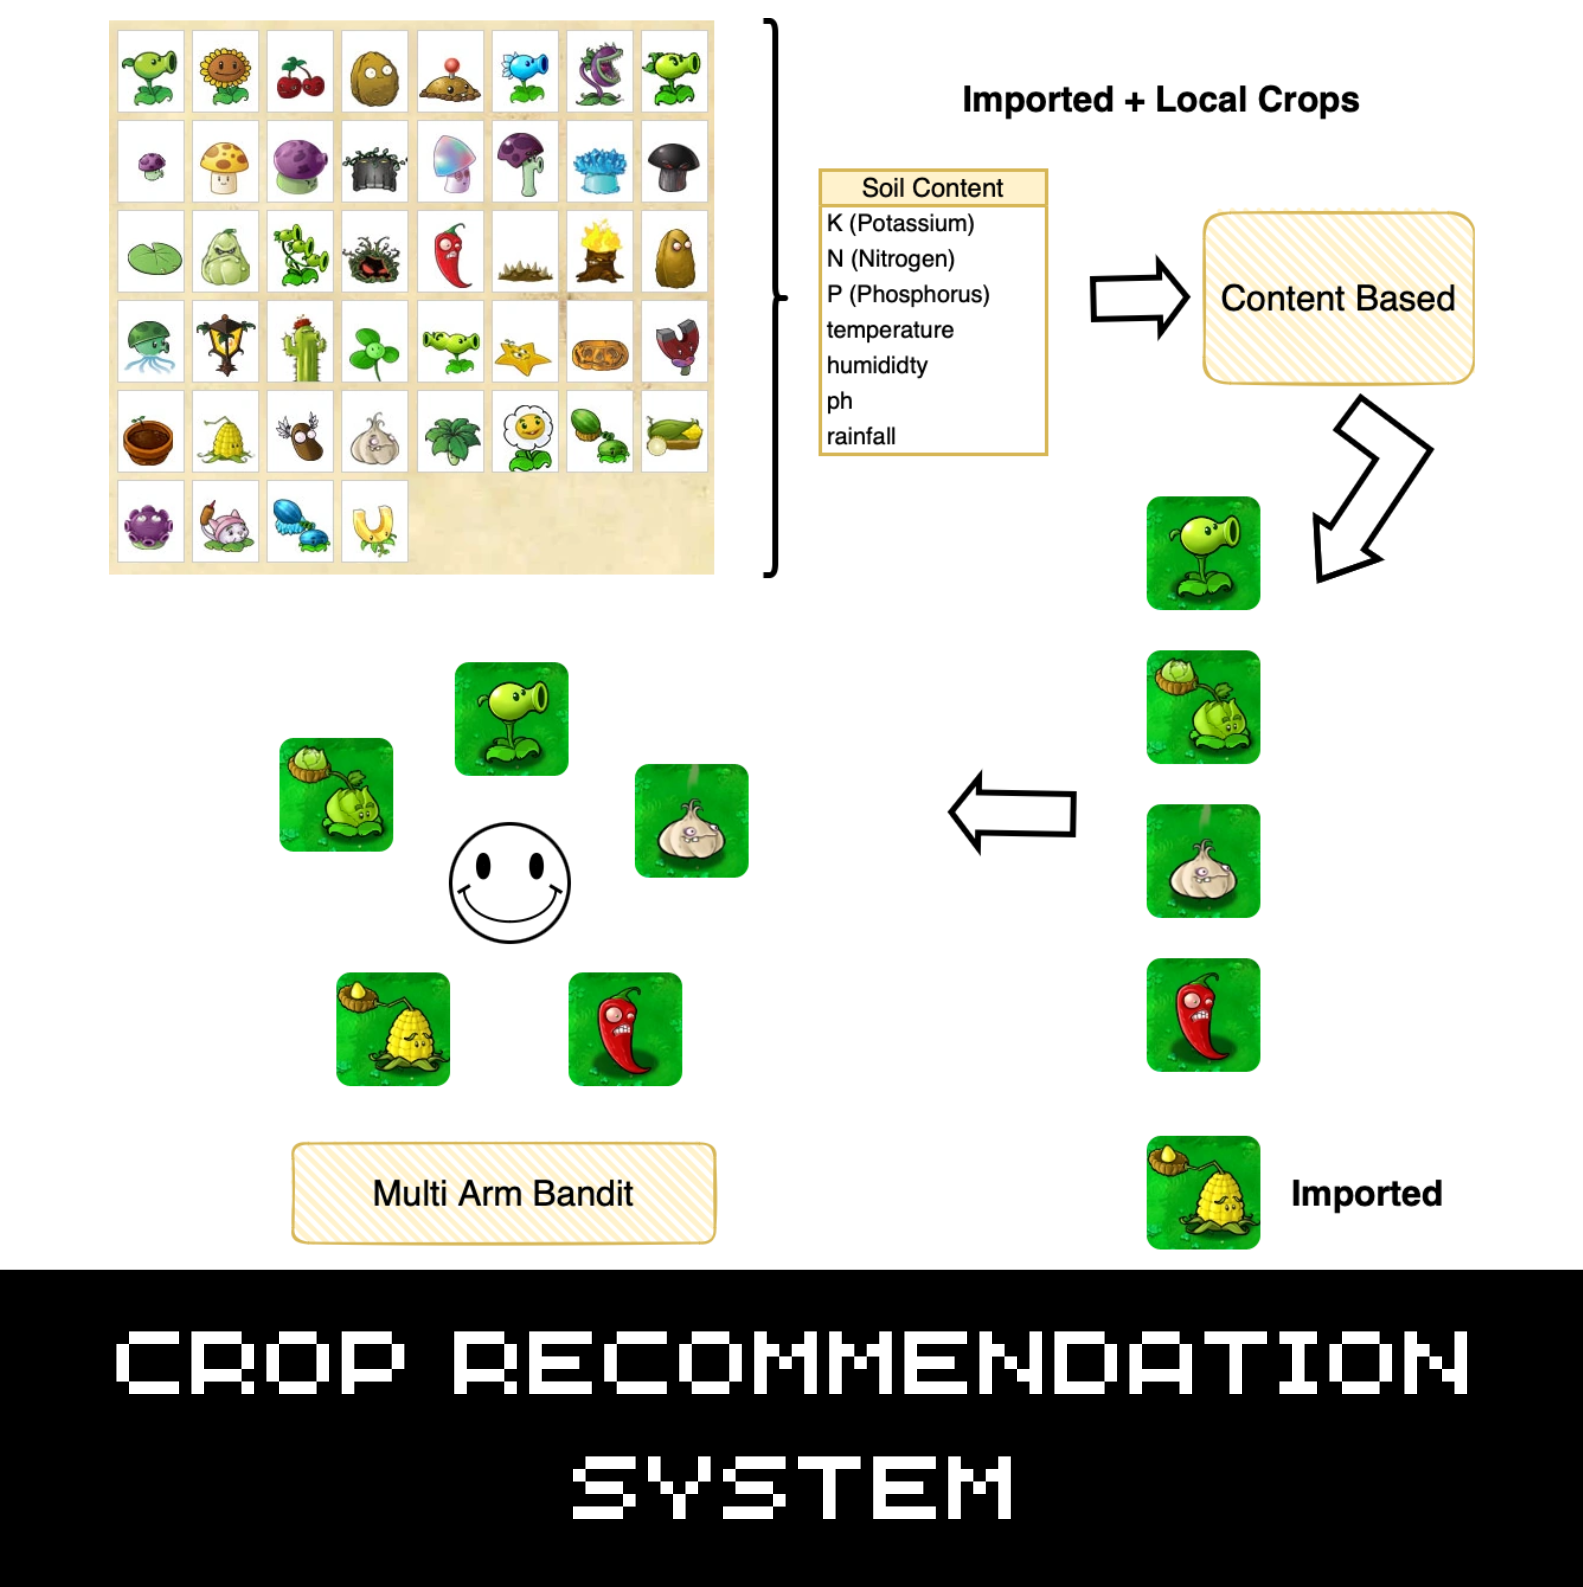 Imported + Local Crops
Soil Content
K (Potassium)
N (Nitrogen)
P (Phosphorus)
temperature
humididty
ph
rainfall
Content Based
Multi Arm Bandit
Imported
CROP RECOMMENDATION
SYSTEM